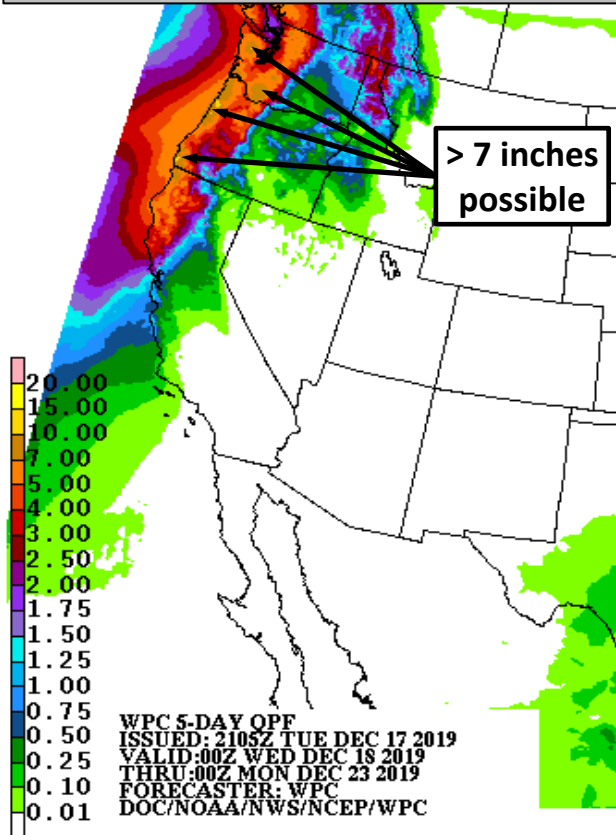 > 7 inches
possible
20.00
15.00
10.00
7.00
5.00
4.00
3.00
2.50
2.00
1.75
1.50
1.25
1.00
0.75
0.50
0.25
0.10
0.01
WPC 5-DAY QPF
ISSUED: 2105Z TUE DEC 17 2019
VALID:00Z WED DEC 18 2019
THRU:00Z MON DEC 23 2019
FORECASTER: WPC
DOC/NOAA/NWS/NCEP/WPC